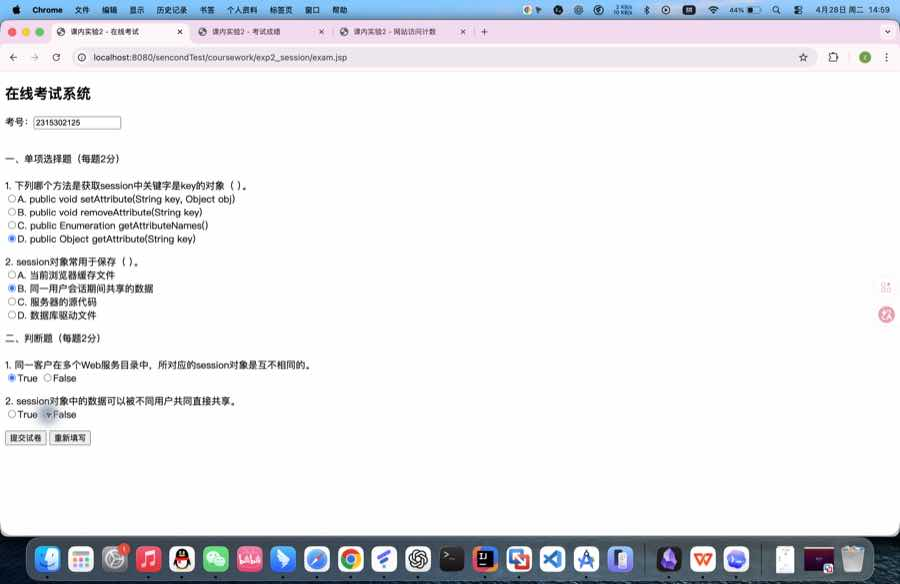 Chrome 文件 编辑 显示 历史记录 书签 个人资料 标签页 窗口 帮助 44% 4月28日 周二 14:59
课内实验2 - 在线考试 课内实验2 - 考试成绩 课内实验2 - 网站访问计数
localhost:8080/sencondTest/coursework/exp2_session/exam.jsp
在线考试系统
考号： 2315302125
一、单项选择题（每题2分）
1. 下列哪个方法是获取session中关键字是key的对象（ ）。
A. public void setAttribute(String key, Object obj)
B. public void removeAttribute(String key)
C. public Enumeration getAttributeNames()
D. public Object getAttribute(String key)
2. session对象常用于保存（ ）。
A. 当前浏览器缓存文件
B. 同一用户会话期间共享的数据
C. 服务器的源代码
D. 数据库驱动文件
二、判断题（每题2分）
1. 同一客户在多个Web服务目录中，所对应的session对象是互不相同的。
True False
2. session对象中的数据可以被不同用户共同直接共享。
True False
提交试卷 重新填写